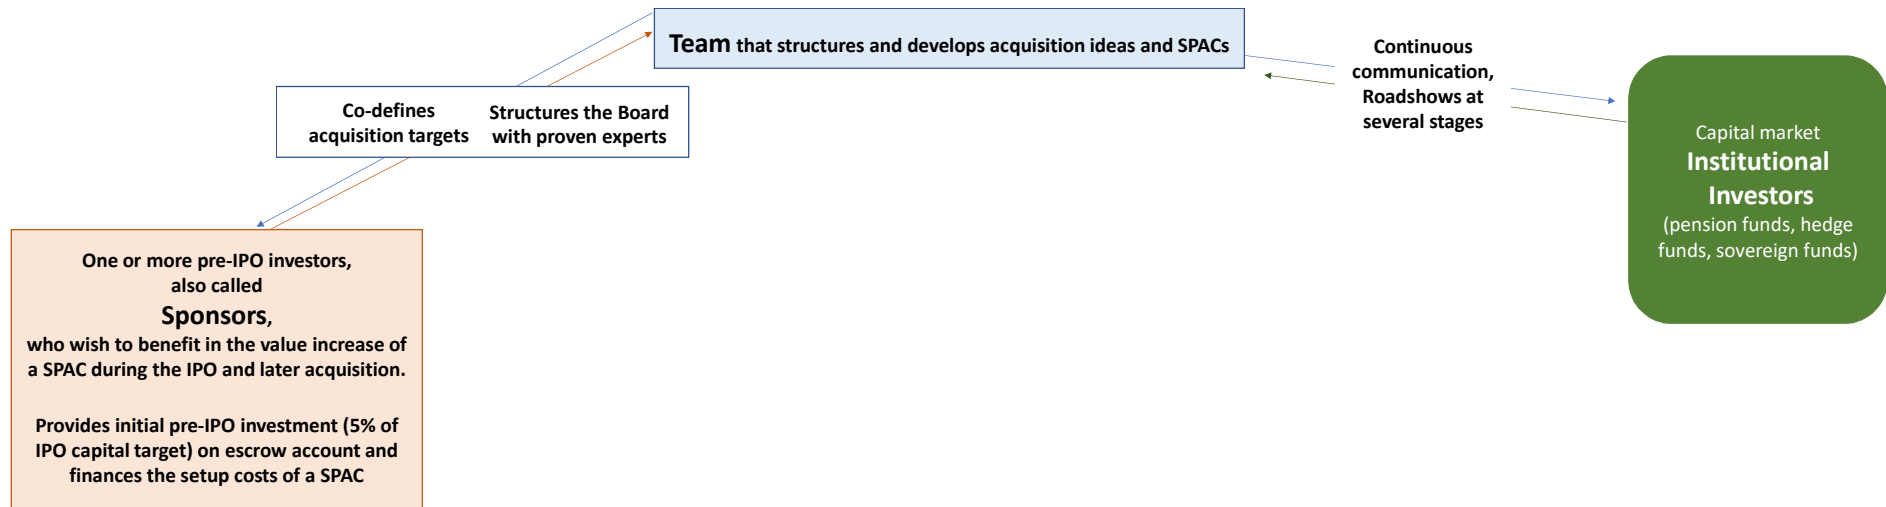 Team that structures and develops acquisition ideas and SPACs
Continuous
communication,
Roadshows at
several stages
Co-defines
acquisition targets
Structures the Board
with proven experts
Capital market
Institutional
Investors
(pension funds, hedge
funds, sovereign funds)
One or more pre-IPO investors,
also called
Sponsors,
who wish to benefit in the value increase of
a SPAC during the IPO and later acquisition.
Provides initial pre-IPO investment (5% of
IPO capital target) on escrow account and
finances the setup costs of a SPAC